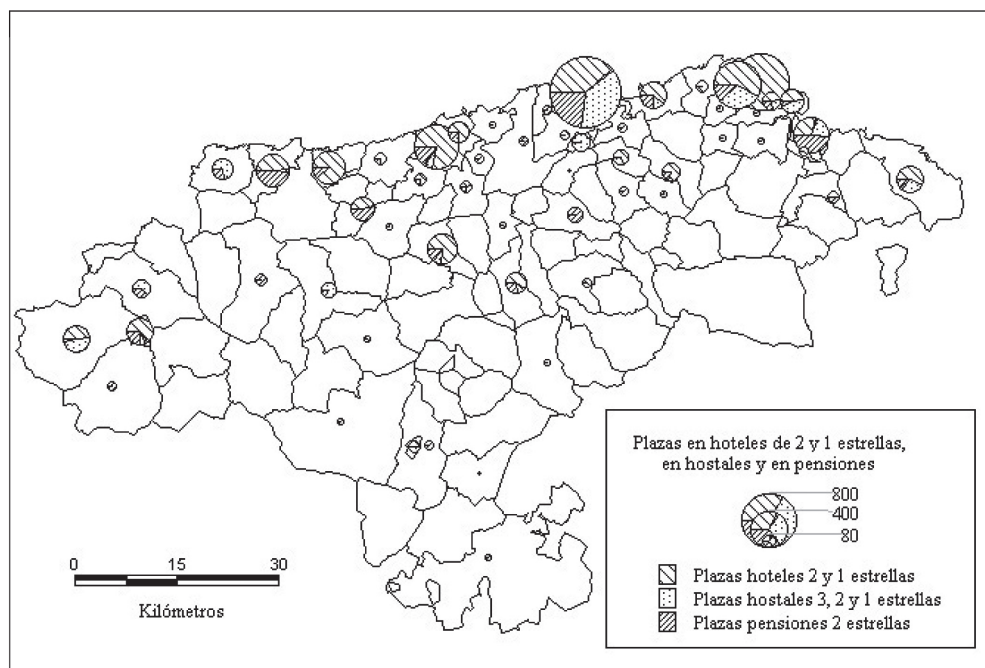 Plazas en hoteles de 2 y 1 estrellas,
en hostales y en pensiones
800
400
80
Plazas hoteles 2 y 1 estrellas
Plazas hostales 3, 2 y 1 estrellas
Plazas pensiones 2 estrellas
0 15 30
Kilómetros